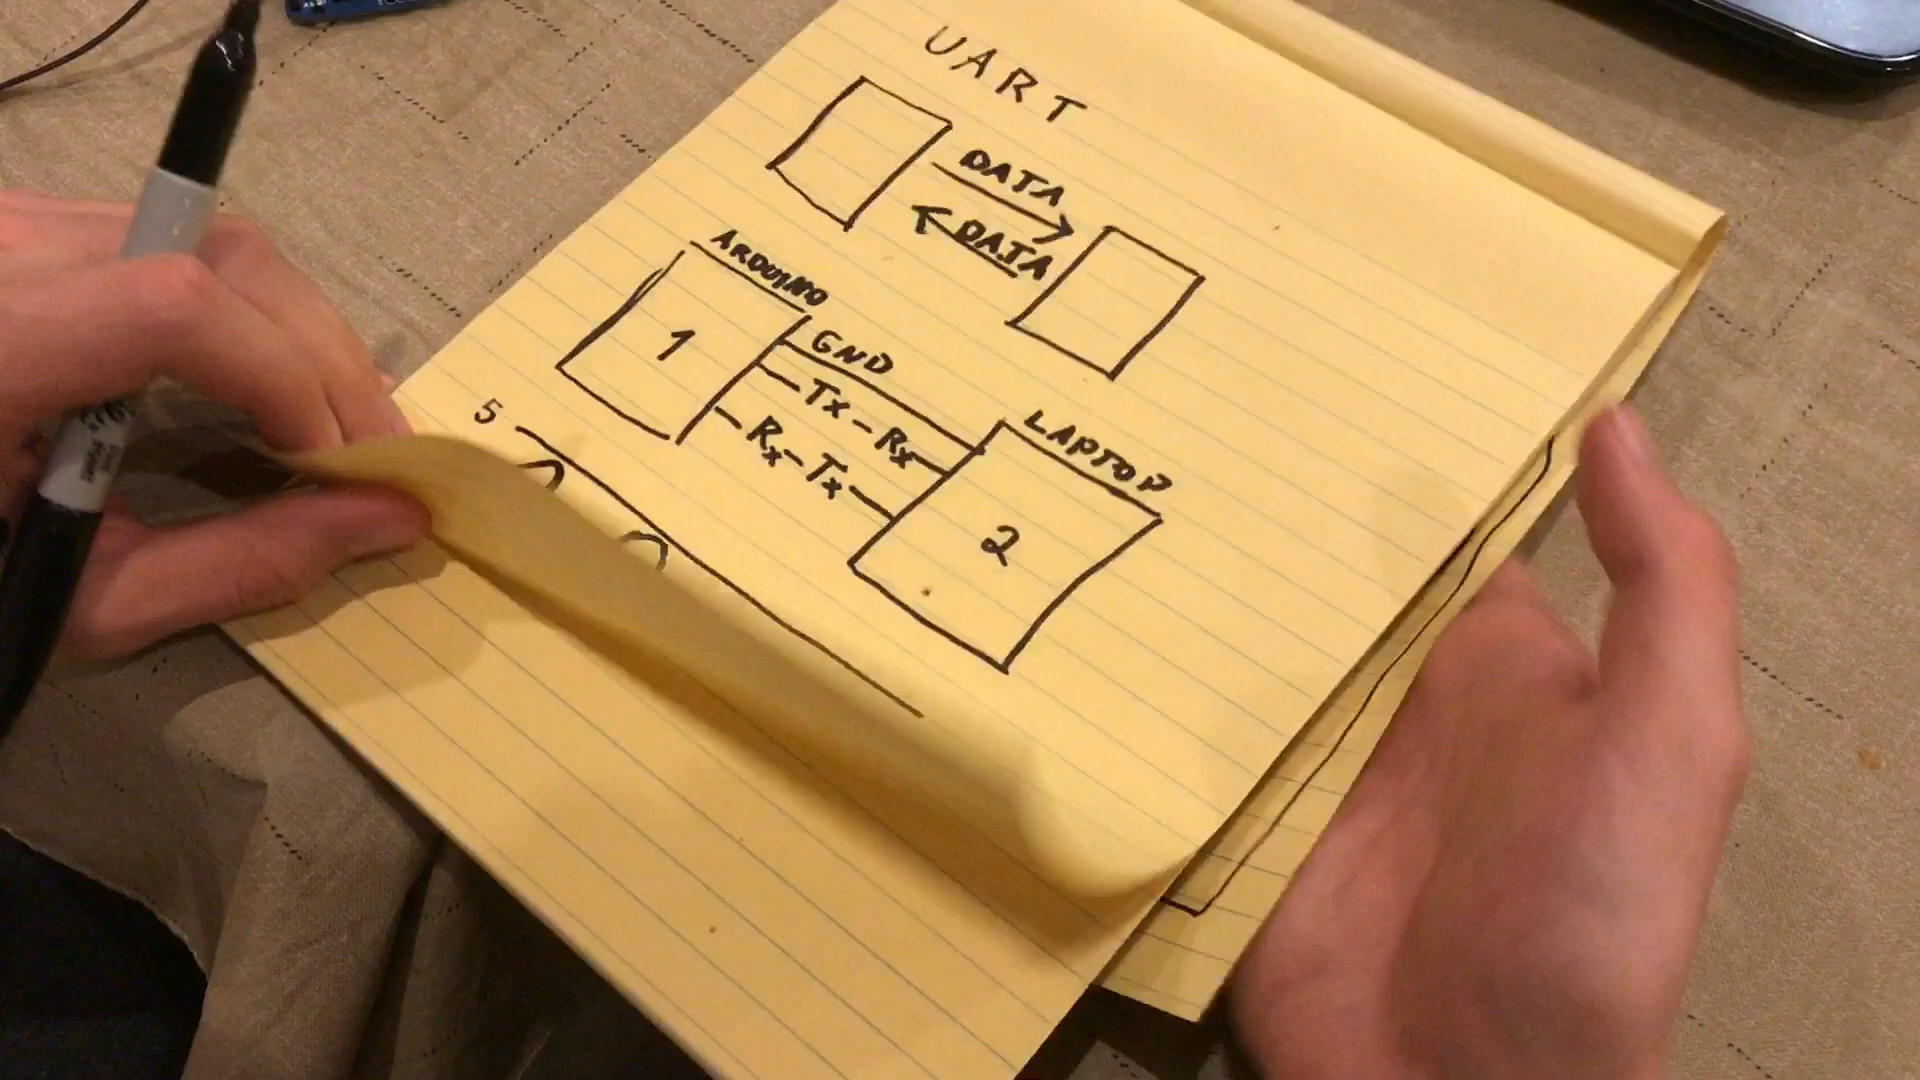 UART
DATA
DATA
ARDUINO
1
GND
Tx - Rx
Rx - Tx
LAPTOP
2
5